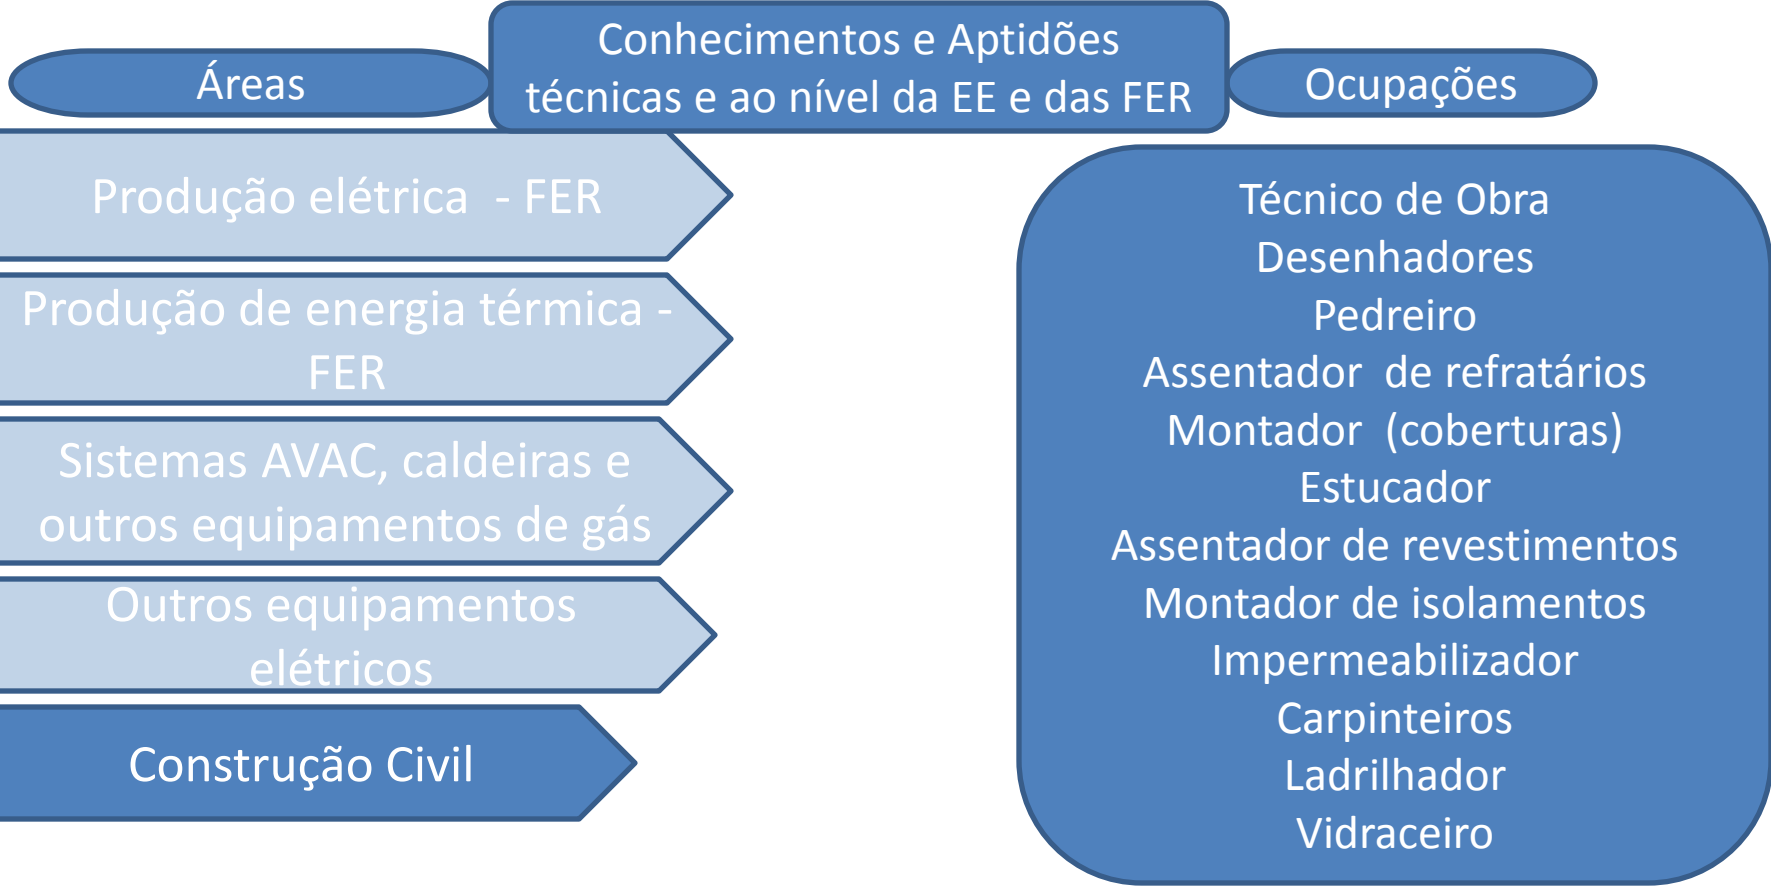 Áreas
Conhecimentos e Aptidões
técnicas e ao nível da EE e das FER
Ocupações
Produção elétrica - FER
Produção de energia térmica -
FER
Sistemas AVAC, caldeiras e
outros equipamentos de gás
Outros equipamentos
elétricos
Construção Civil
Técnico de Obra
Desenhadores
Pedreiro
Assentador de refratários
Montador (coberturas)
Estucador
Assentador de revestimentos
Montador de isolamentos
Impermeabilizador
Carpinteiros
Ladrilhador
Vidraceiro